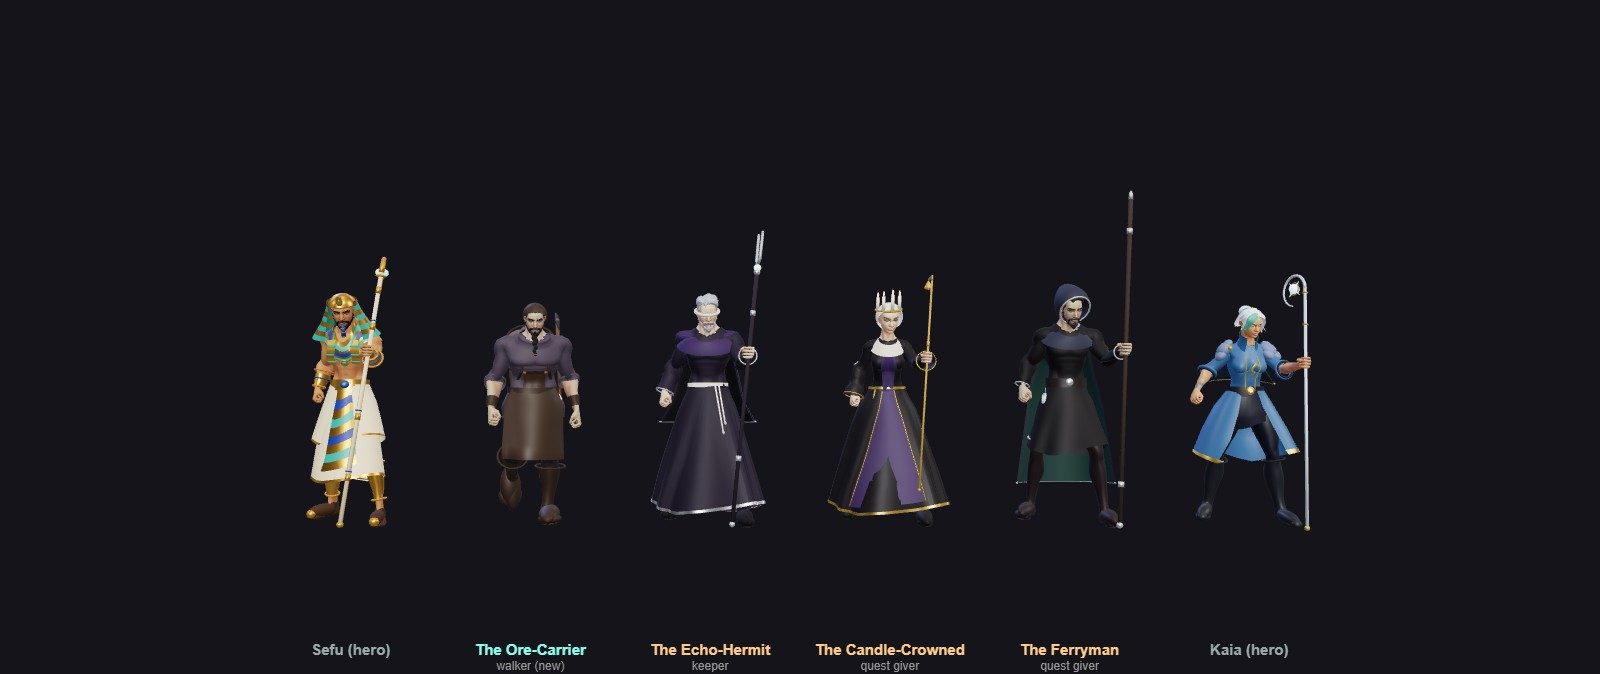 Sefu (hero)
The Ore-Carrier
walker (new)
The Echo-Hermit
keeper
The Candle-Crowned
quest giver
The Ferryman
quest giver
Kaia (hero)